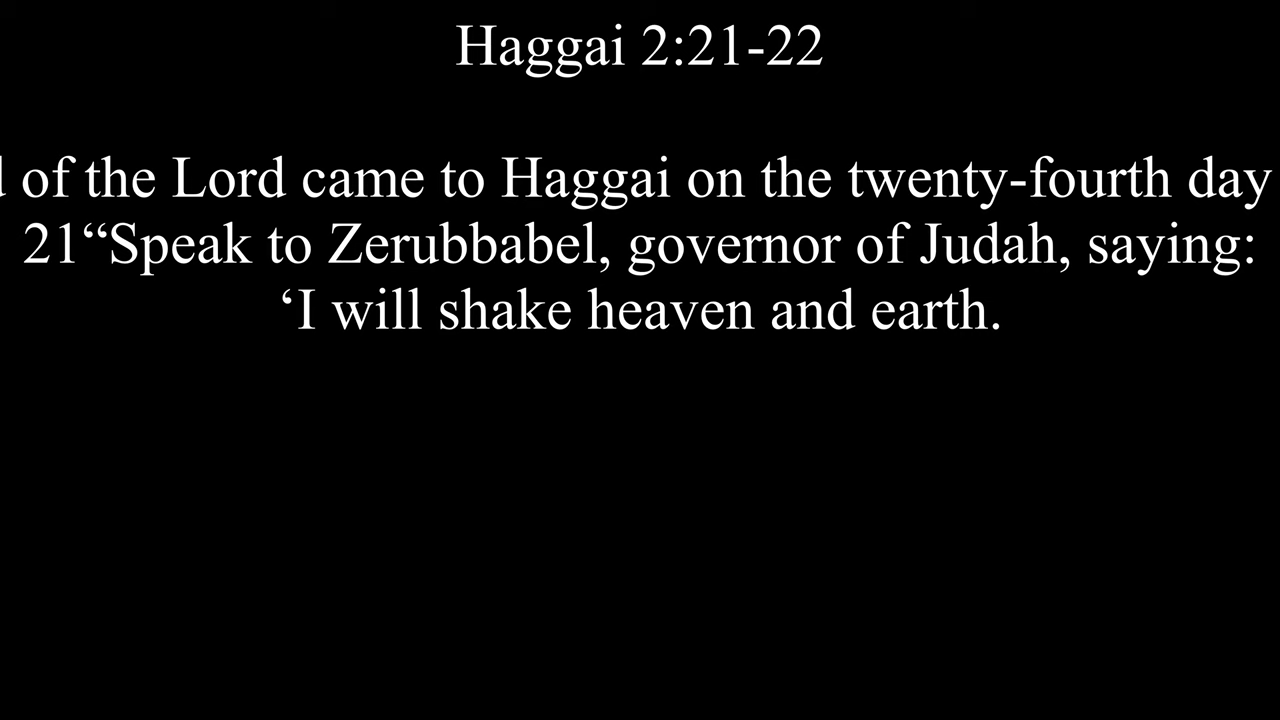 Haggai 2:21-22
of the Lord came to Haggai on the twenty-fourth day
21“Speak to Zerubbabel, governor of Judah, saying:
‘I will shake heaven and earth.